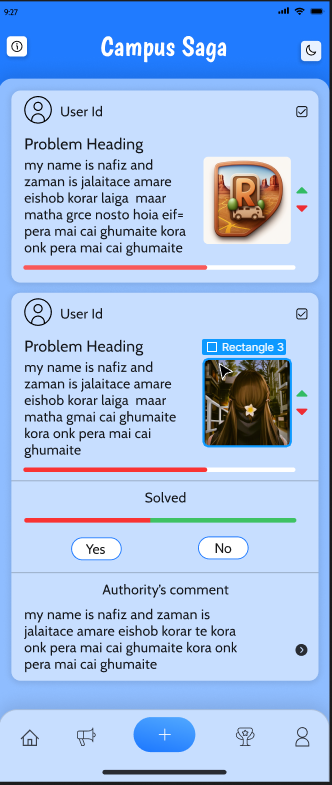 9:27
Campus Saga
User Id
Problem Heading
my name is nafiz and
zaman is jalaitace amare
eishob korar laiga  maar
matha grce nosto hoia eif=
pera mai cai ghumaite kora
onk pera mai cai ghumaite
R
User Id
Problem Heading
Rectangle 3
my name is nafiz and
zaman is jalaitace amare
eishob korar laiga  maar
matha gmai cai ghumaite
kora onk pera mai cai
ghumaite
Solved
Yes
No
Authority's comment
my name is nafiz and zaman is
jalaitace amare eishob korar te kora
onk pera mai cai ghumaite kora onk
pera mai cai ghumaite